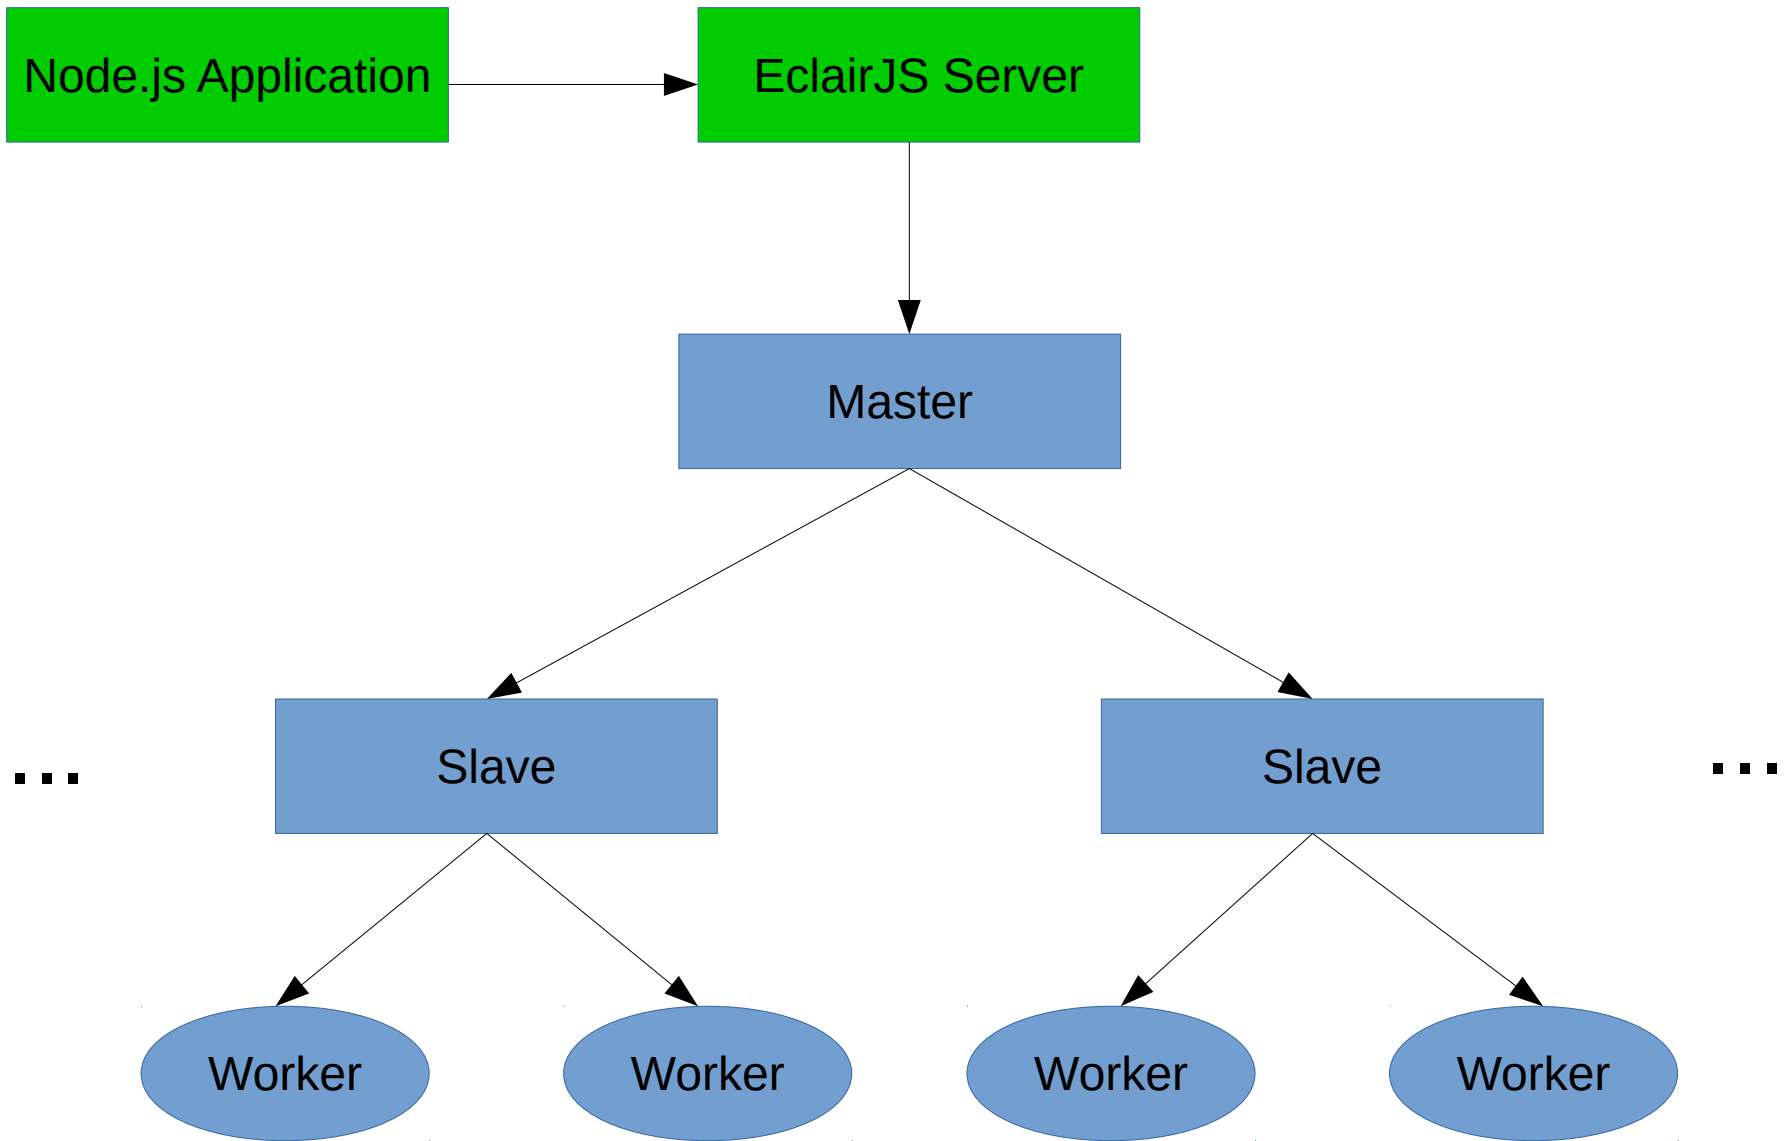 Node.js Application
EclairJS Server
Master
Slave
Slave
... 
...
Worker
Worker
Worker
Worker